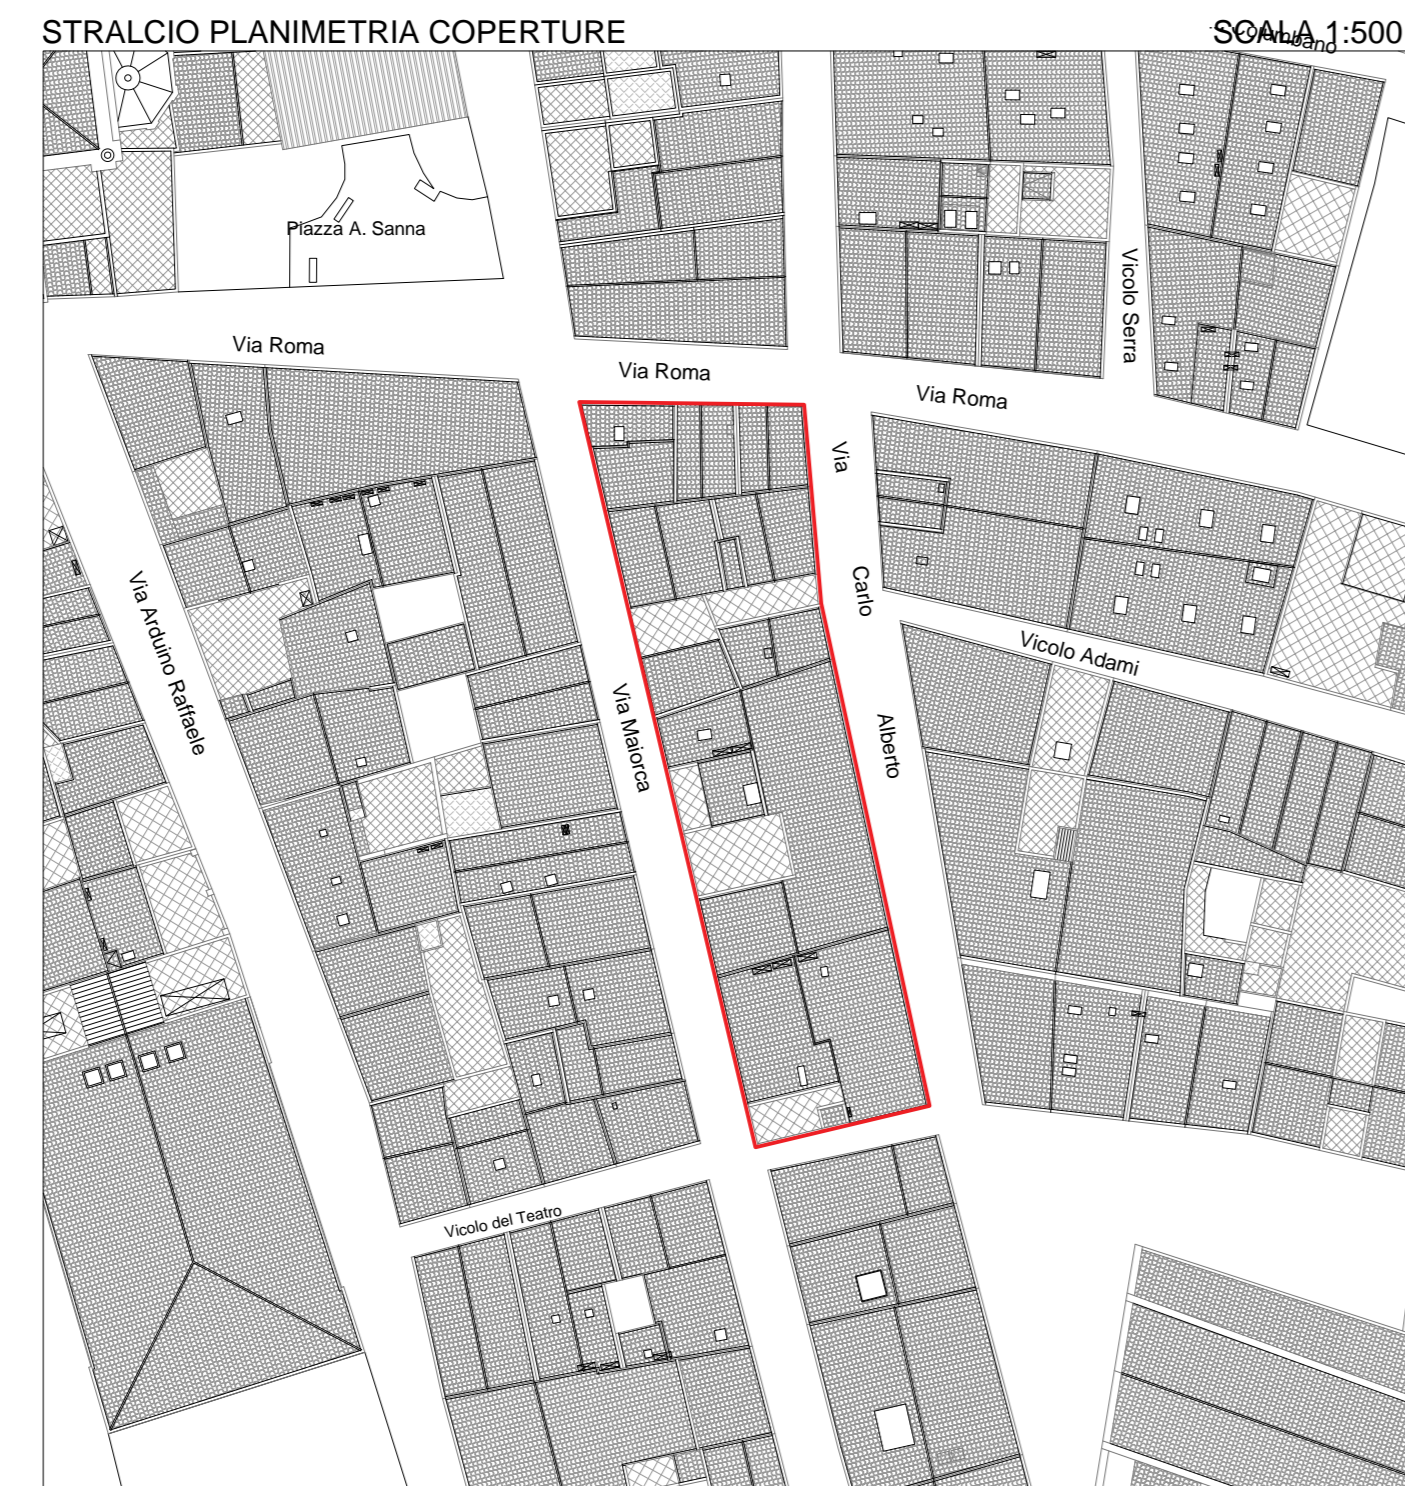 STRALCIO PLANIMETRIA COPERTURE
SCALA 1:500
Piazza A. Sanna
Via Roma
Via Roma
Via Roma
Vicolo Serra
Via Carlo Alberto
Via Arduino Raffaele
Via Maiorca
Vicolo Adami
Vicolo del Teatro